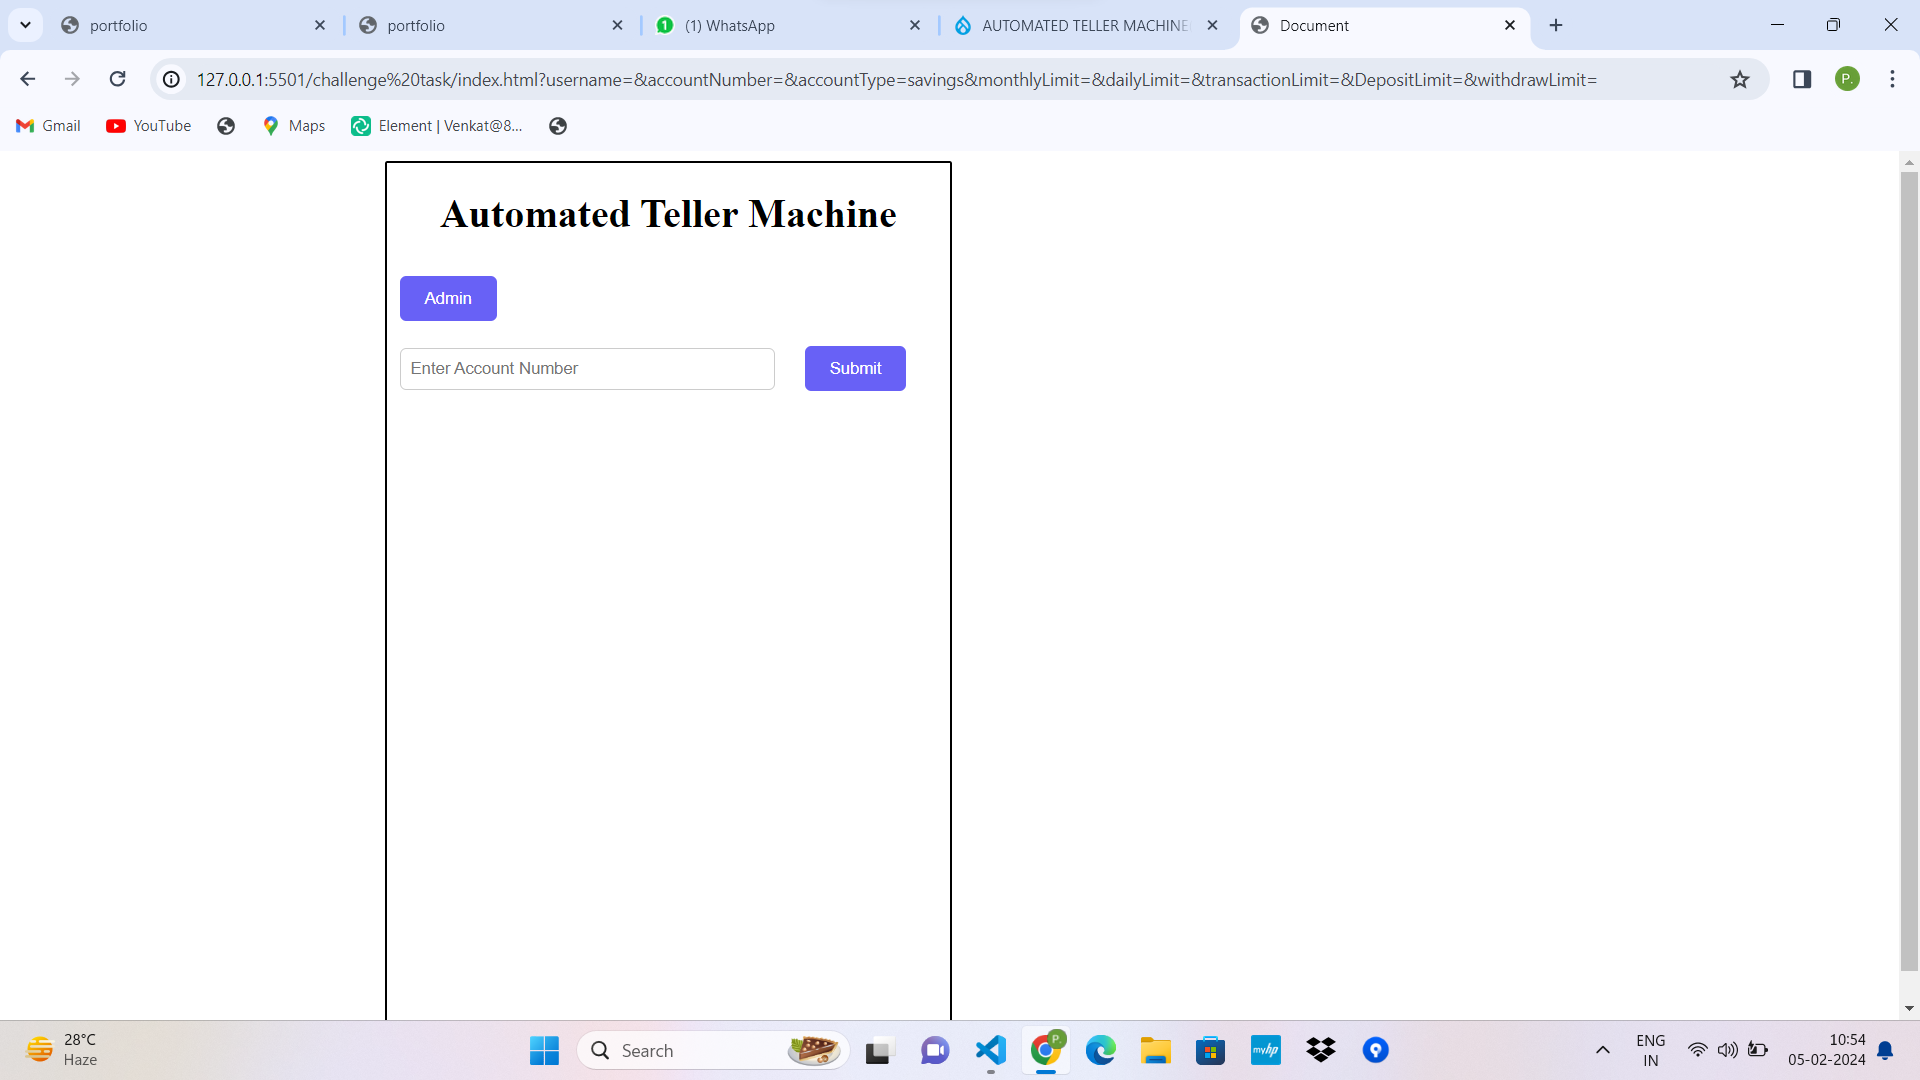 portfolio
portfolio
1
(1) WhatsApp
AUTOMATED TELLER MACHINE
Document
127.0.0.1:5501/challenge%20task/index.html?username=&accountNumber=&accountType=savings&monthlyLimit=&dailyLimit=&transactionLimit=&DepositLimit=&withdrawLimit=
P.
Gmail
YouTube
Maps
Element | Venkat@8...
Automated Teller Machine
Admin
Enter Account Number
Submit
28°C
Haze
Search
P.
myhp
ENG
IN
10:54
05-02-2024